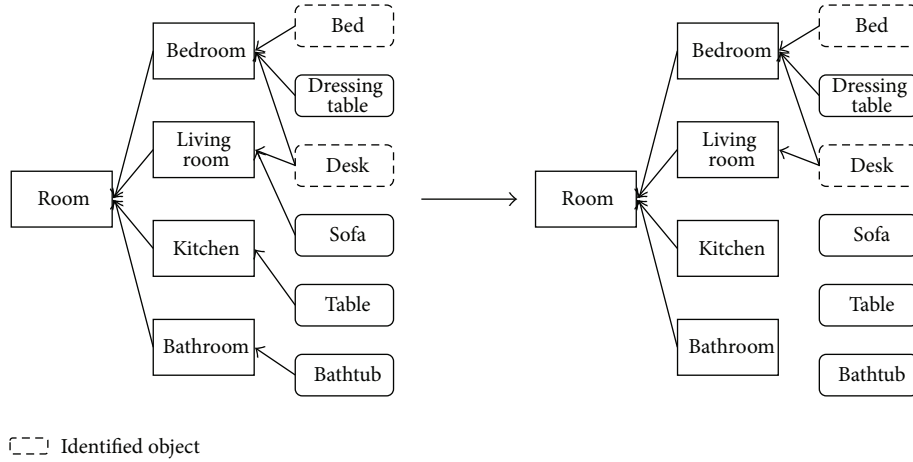 Room
Bedroom
Living
room
Kitchen
Bathroom
Bed
Dressing
table
Desk
Sofa
Table
Bathtub
Room
Bedroom
Living
room
Kitchen
Bathroom
Bed
Dressing
table
Desk
Sofa
Table
Bathtub
Identified object